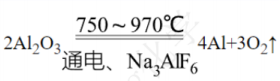 750～970℃
2Al₂O₃ 4Al+3O₂↑
通电、Na₃AlF₆